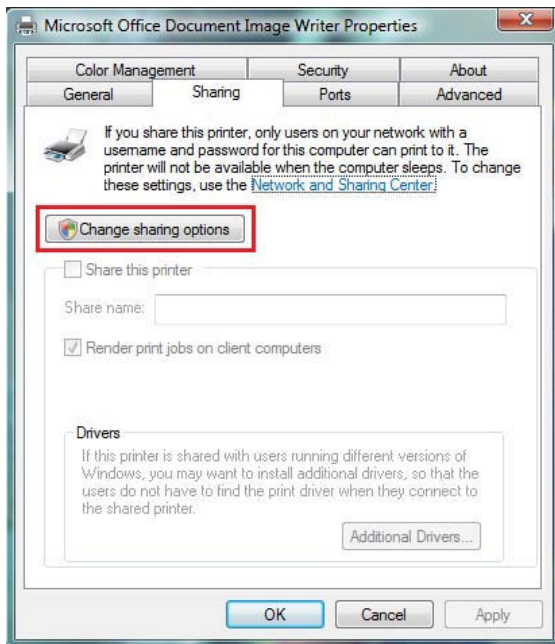 Microsoft Office Document Image Writer Properties
Color Management Security About
General Sharing Ports Advanced
If you share this printer, only users on your network with a
username and password for this computer can print to it. The
printer will not be available when the computer sleeps. To change
these settings, use the Network and Sharing Center.
Change sharing options
Share this printer
Share name:
Render print jobs on client computers
Drivers
If this printer is shared with users running different versions of
Windows, you may want to install additional drivers, so that the
users do not have to find the print driver when they connect to
the shared printer.
Additional Drivers...
OK Cancel Apply